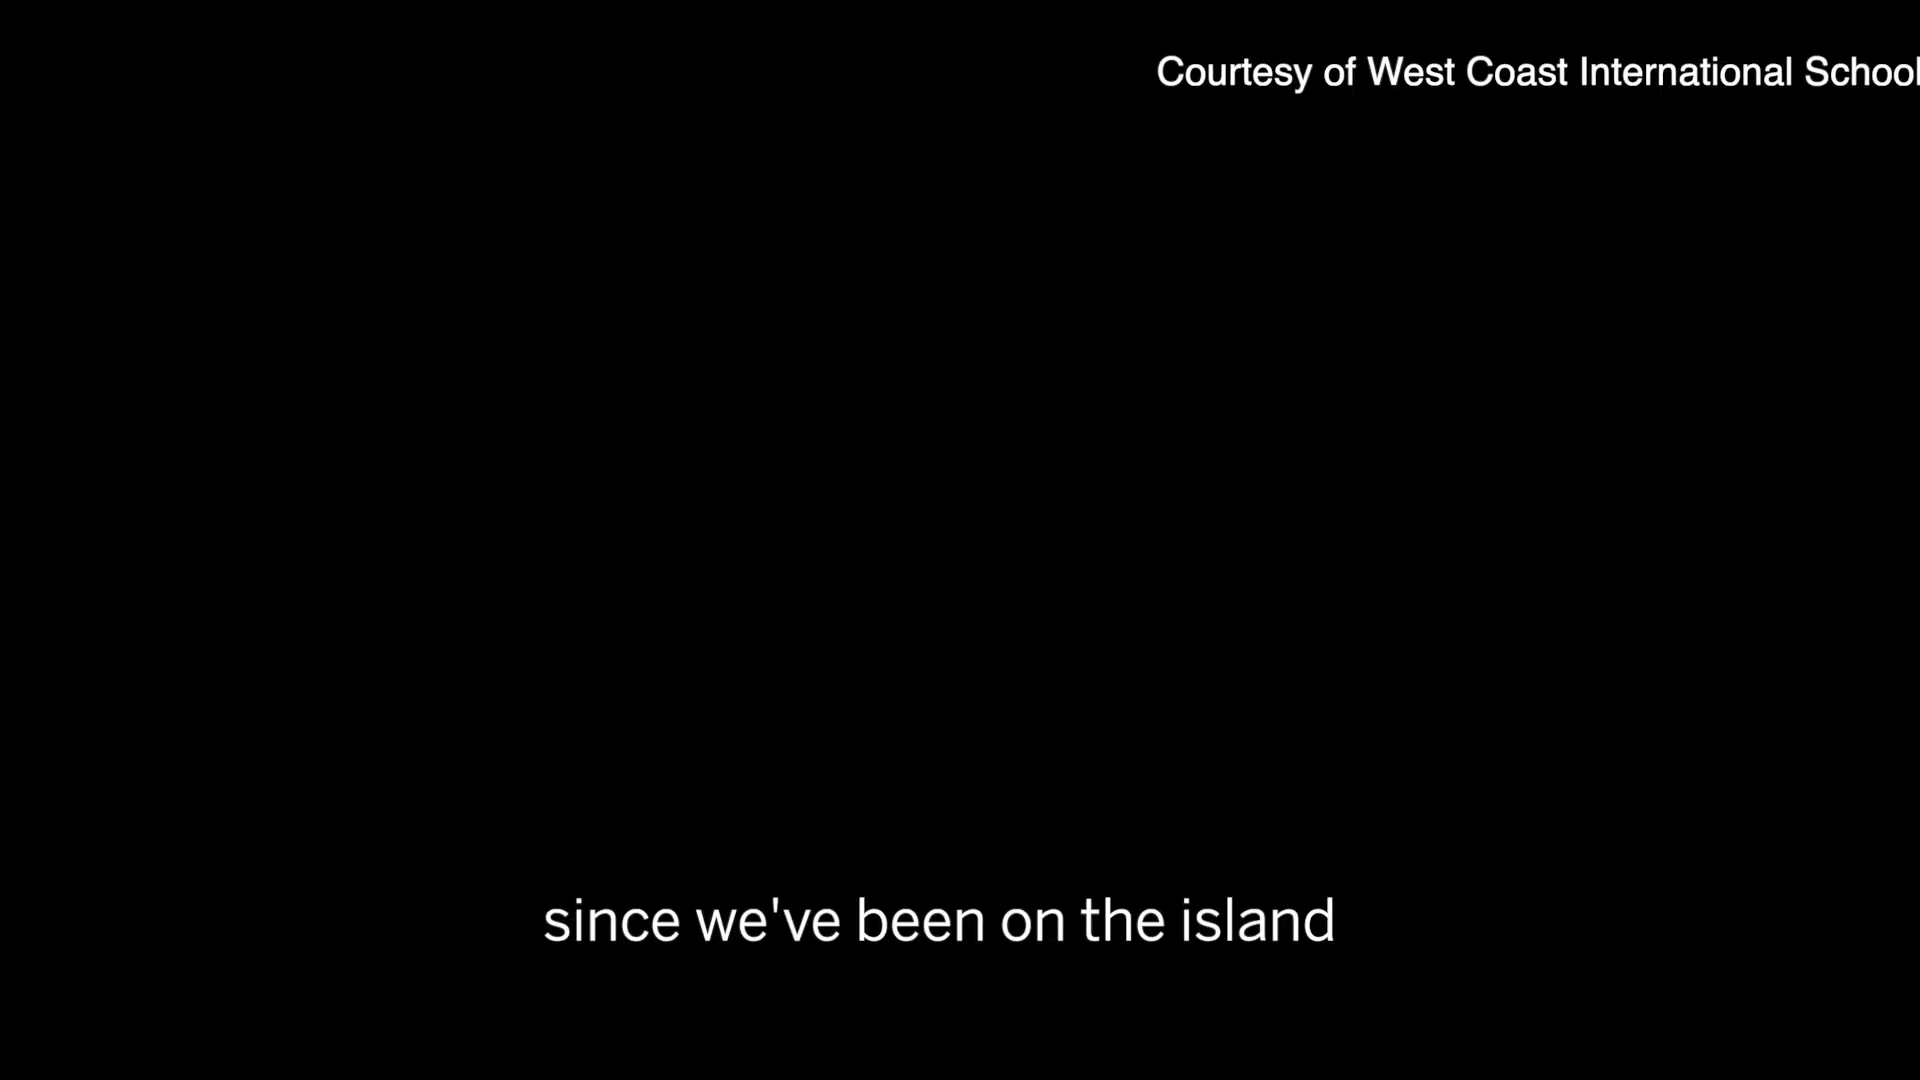 Courtesy of West Coast International School
since we've been on the island